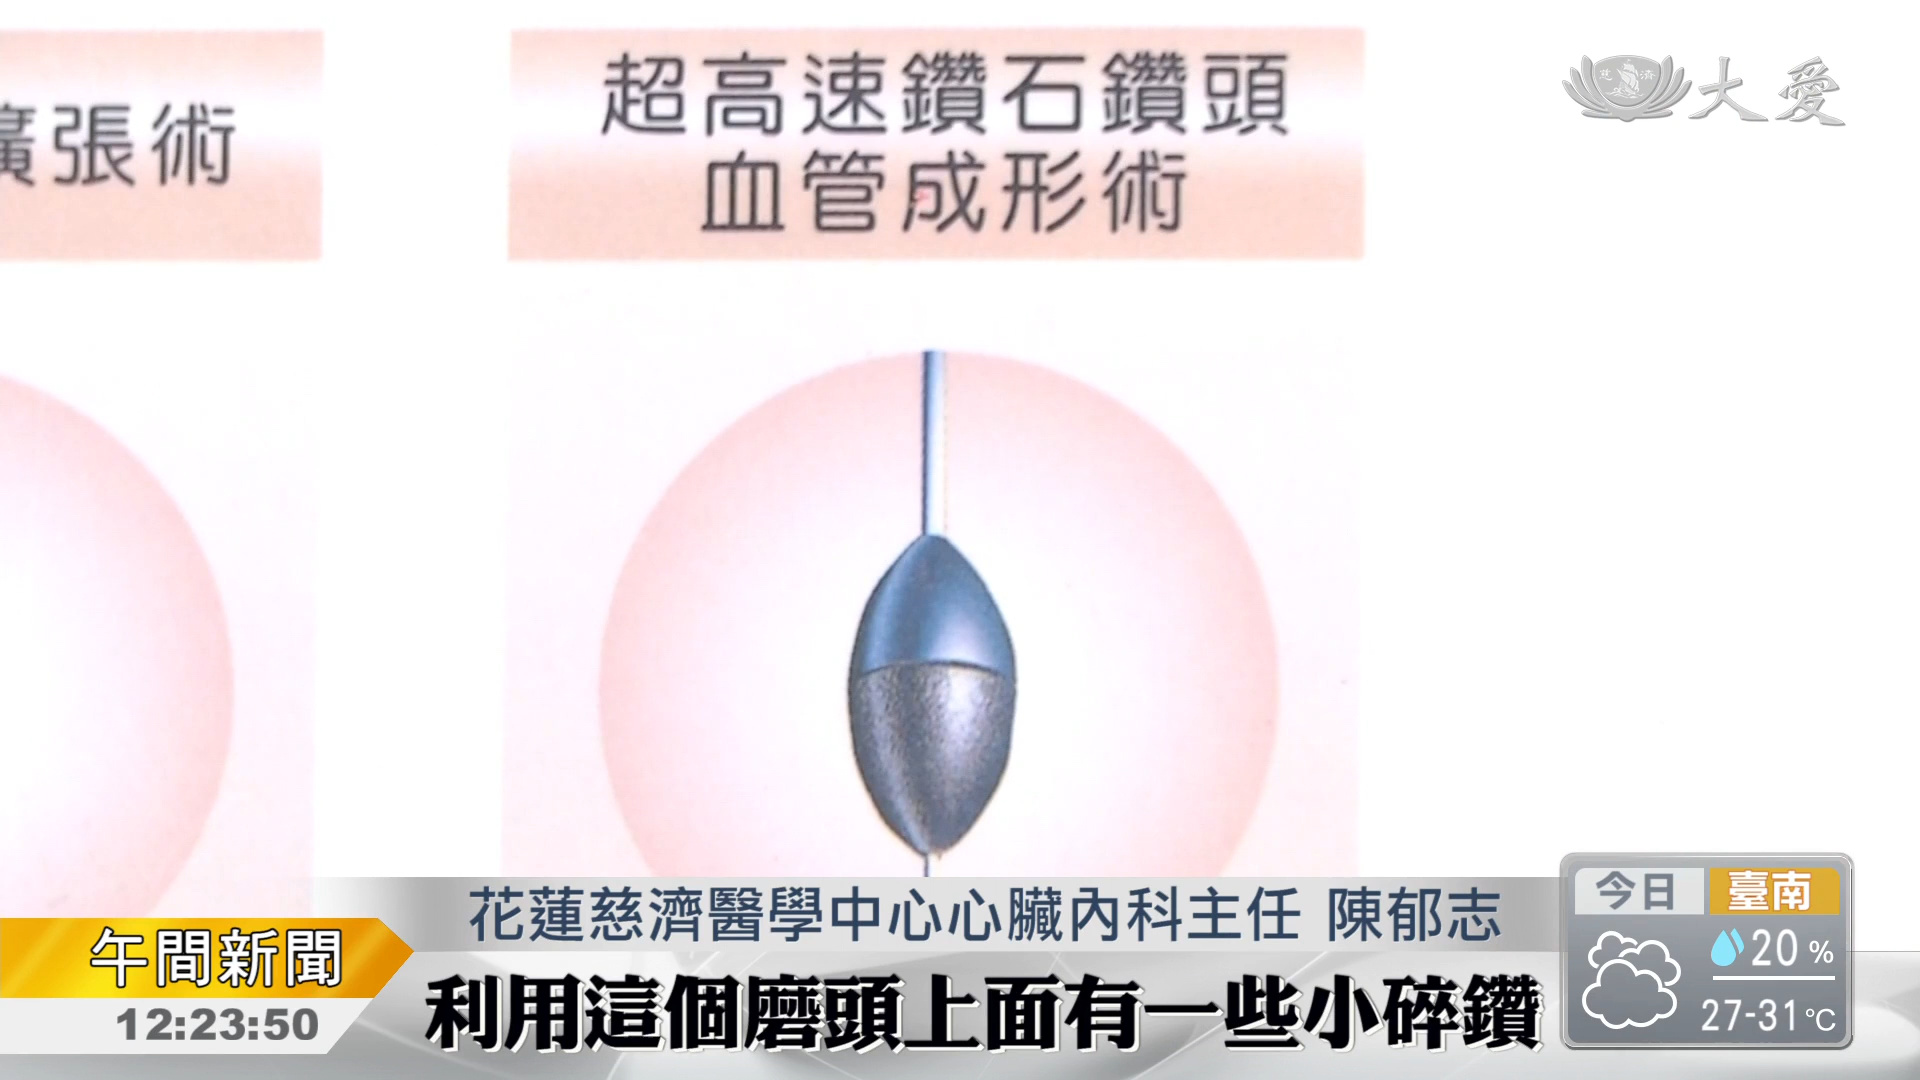 擴張術
超高速鑽石鑽頭
血管成形術
慈濟
大愛
花蓮慈濟醫學中心心臟內科主任 陳郁志
午間新聞
12:23:50
利用這個磨頭上面有一些小碎鑽
今日 臺南
20 %
27-31°C